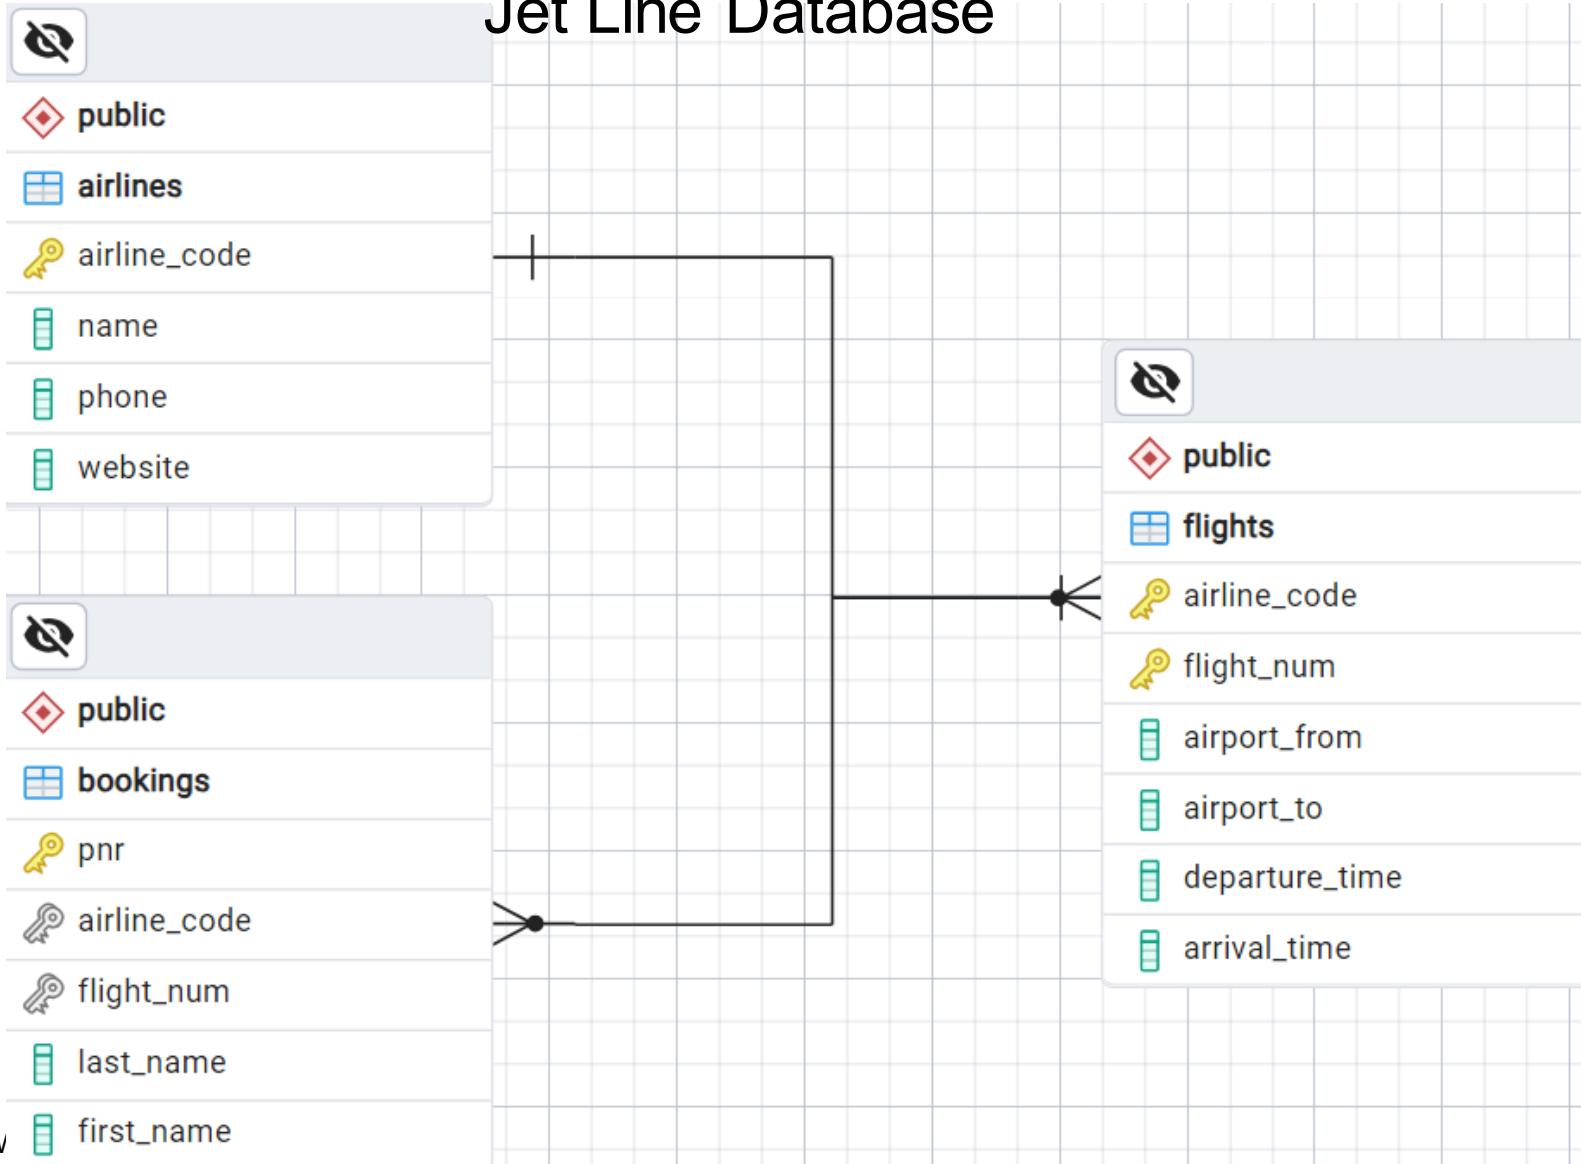 Jet Line Database
public
airlines
airline_code
name
phone
website
public
bookings
pnr
airline_code
flight_num
last_name
first_name
public
flights
airline_code
flight_num
airport_from
airport_to
departure_time
arrival_time